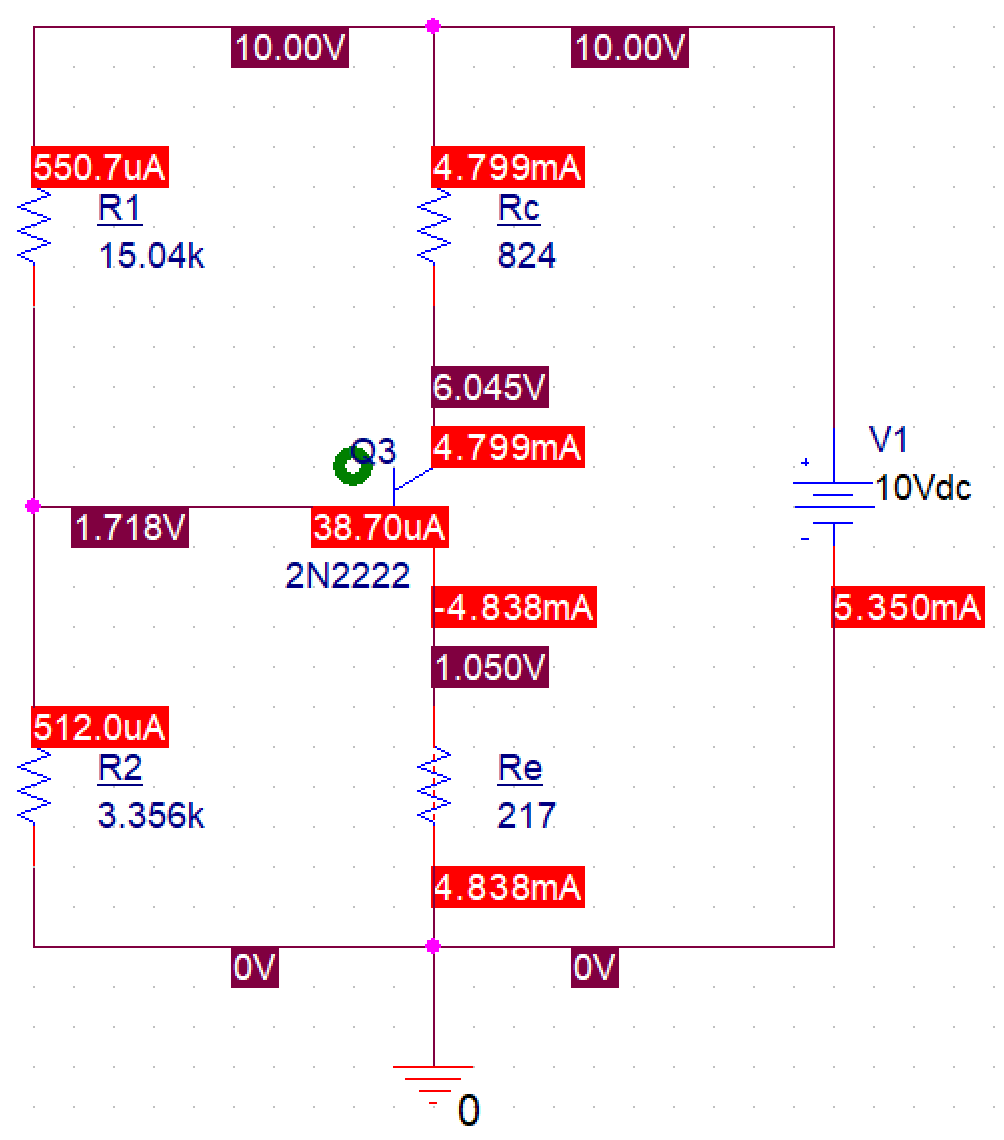 10.00V
10.00V
550.7uA
4.799mA
R1
Rc
15.04k
824
6.045V
Q3
4.799mA
V1
+
10Vdc
1.718V
38.70uA
-
2N2222
-4.838mA
5.350mA
1.050V
512.0uA
R2
Re
3.356k
217
4.838mA
0V
0V
0